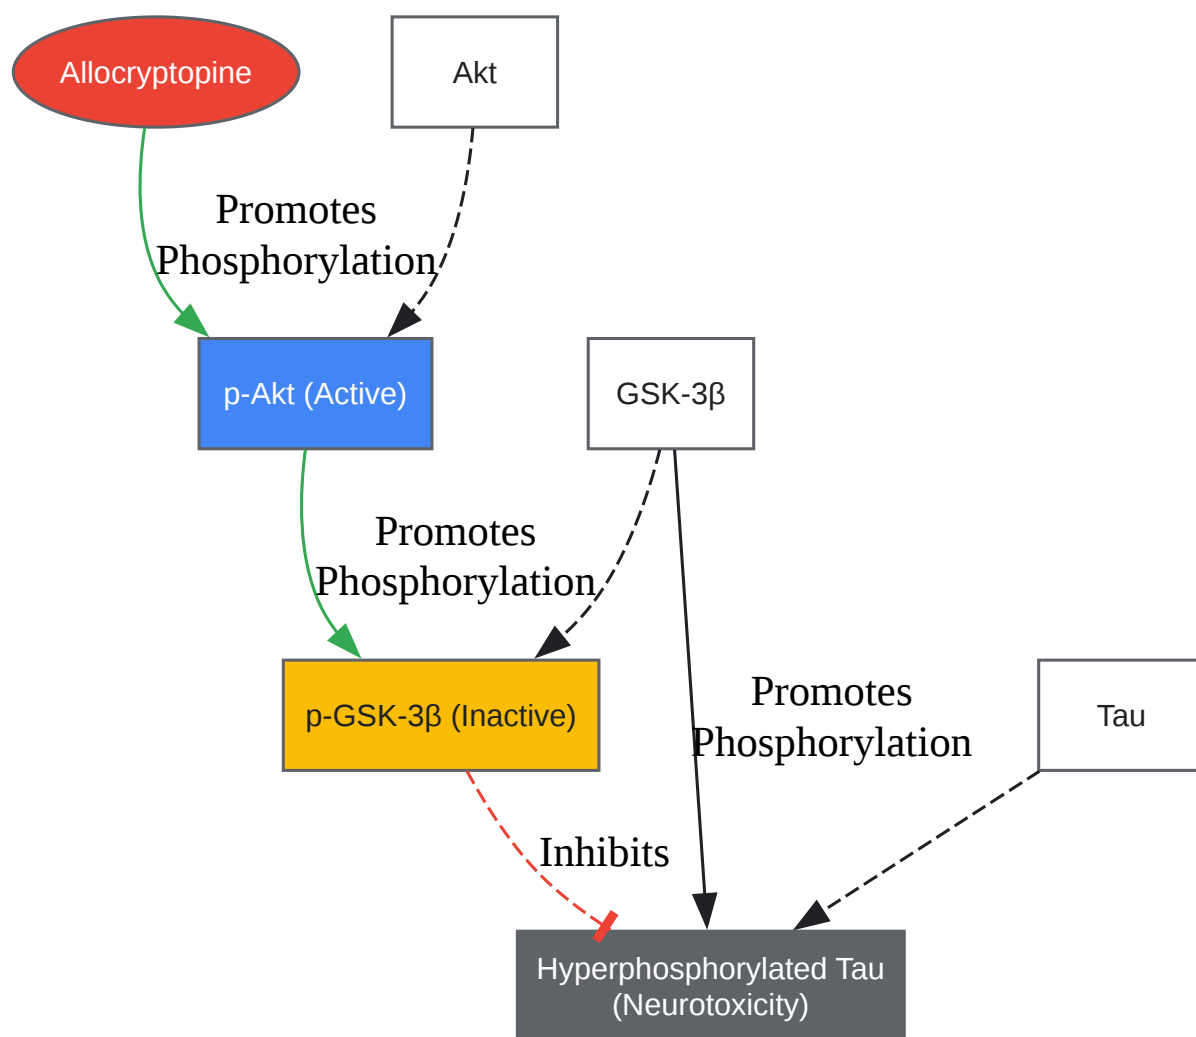 Allocryptopine
Akt
Promotes
Phosphorylation
p-Akt (Active)
GSK-3β
Promotes
Phosphorylation
p-GSK-3β (Inactive)
Promotes
Phosphorylation
Tau
Inhibits
Hyperphosphorylated Tau
(Neurotoxicity)